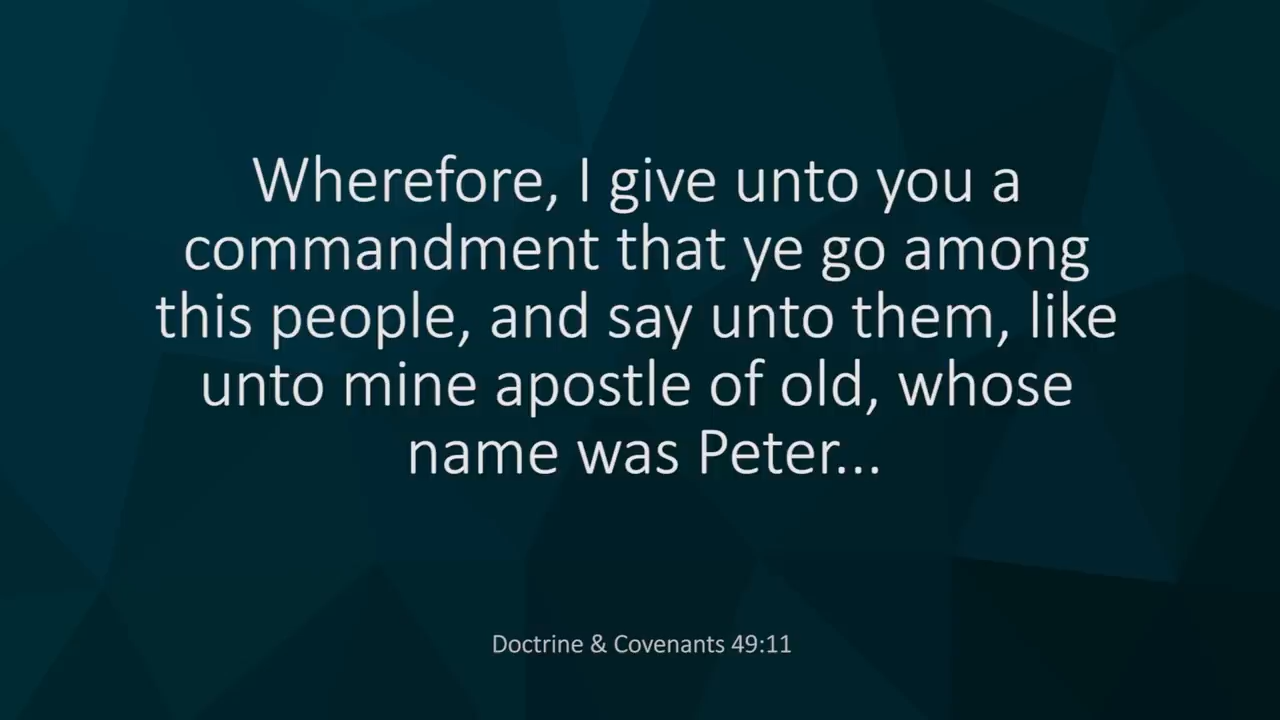 Wherefore, I give unto you a
commandment that ye go among
this people, and say unto them, like
unto mine apostle of old, whose
name was Peter...
Doctrine & Covenants 49:11